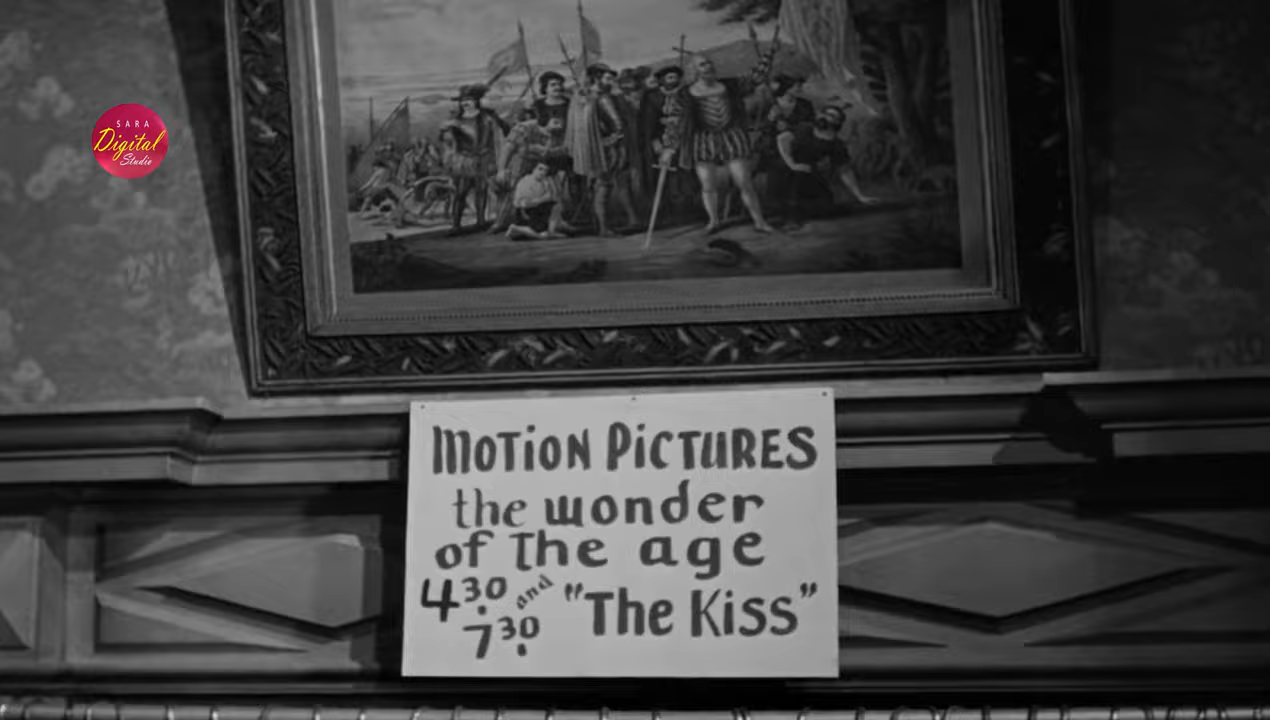 SARA
Digital
Studio
MOTION PICTURES
the wonder
of the age
4.30 and
7.30
"The Kiss"